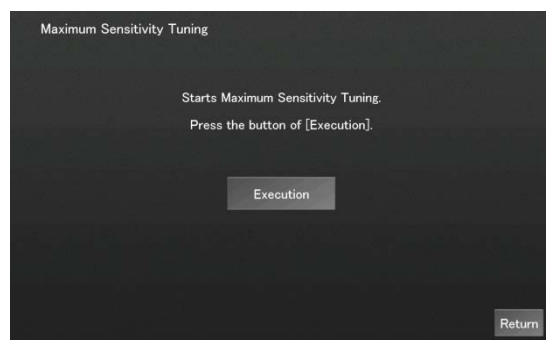 Maximum Sensitivity Tuning
Starts Maximum Sensitivity Tuning.
Press the button of [Execution].
Execution
Return